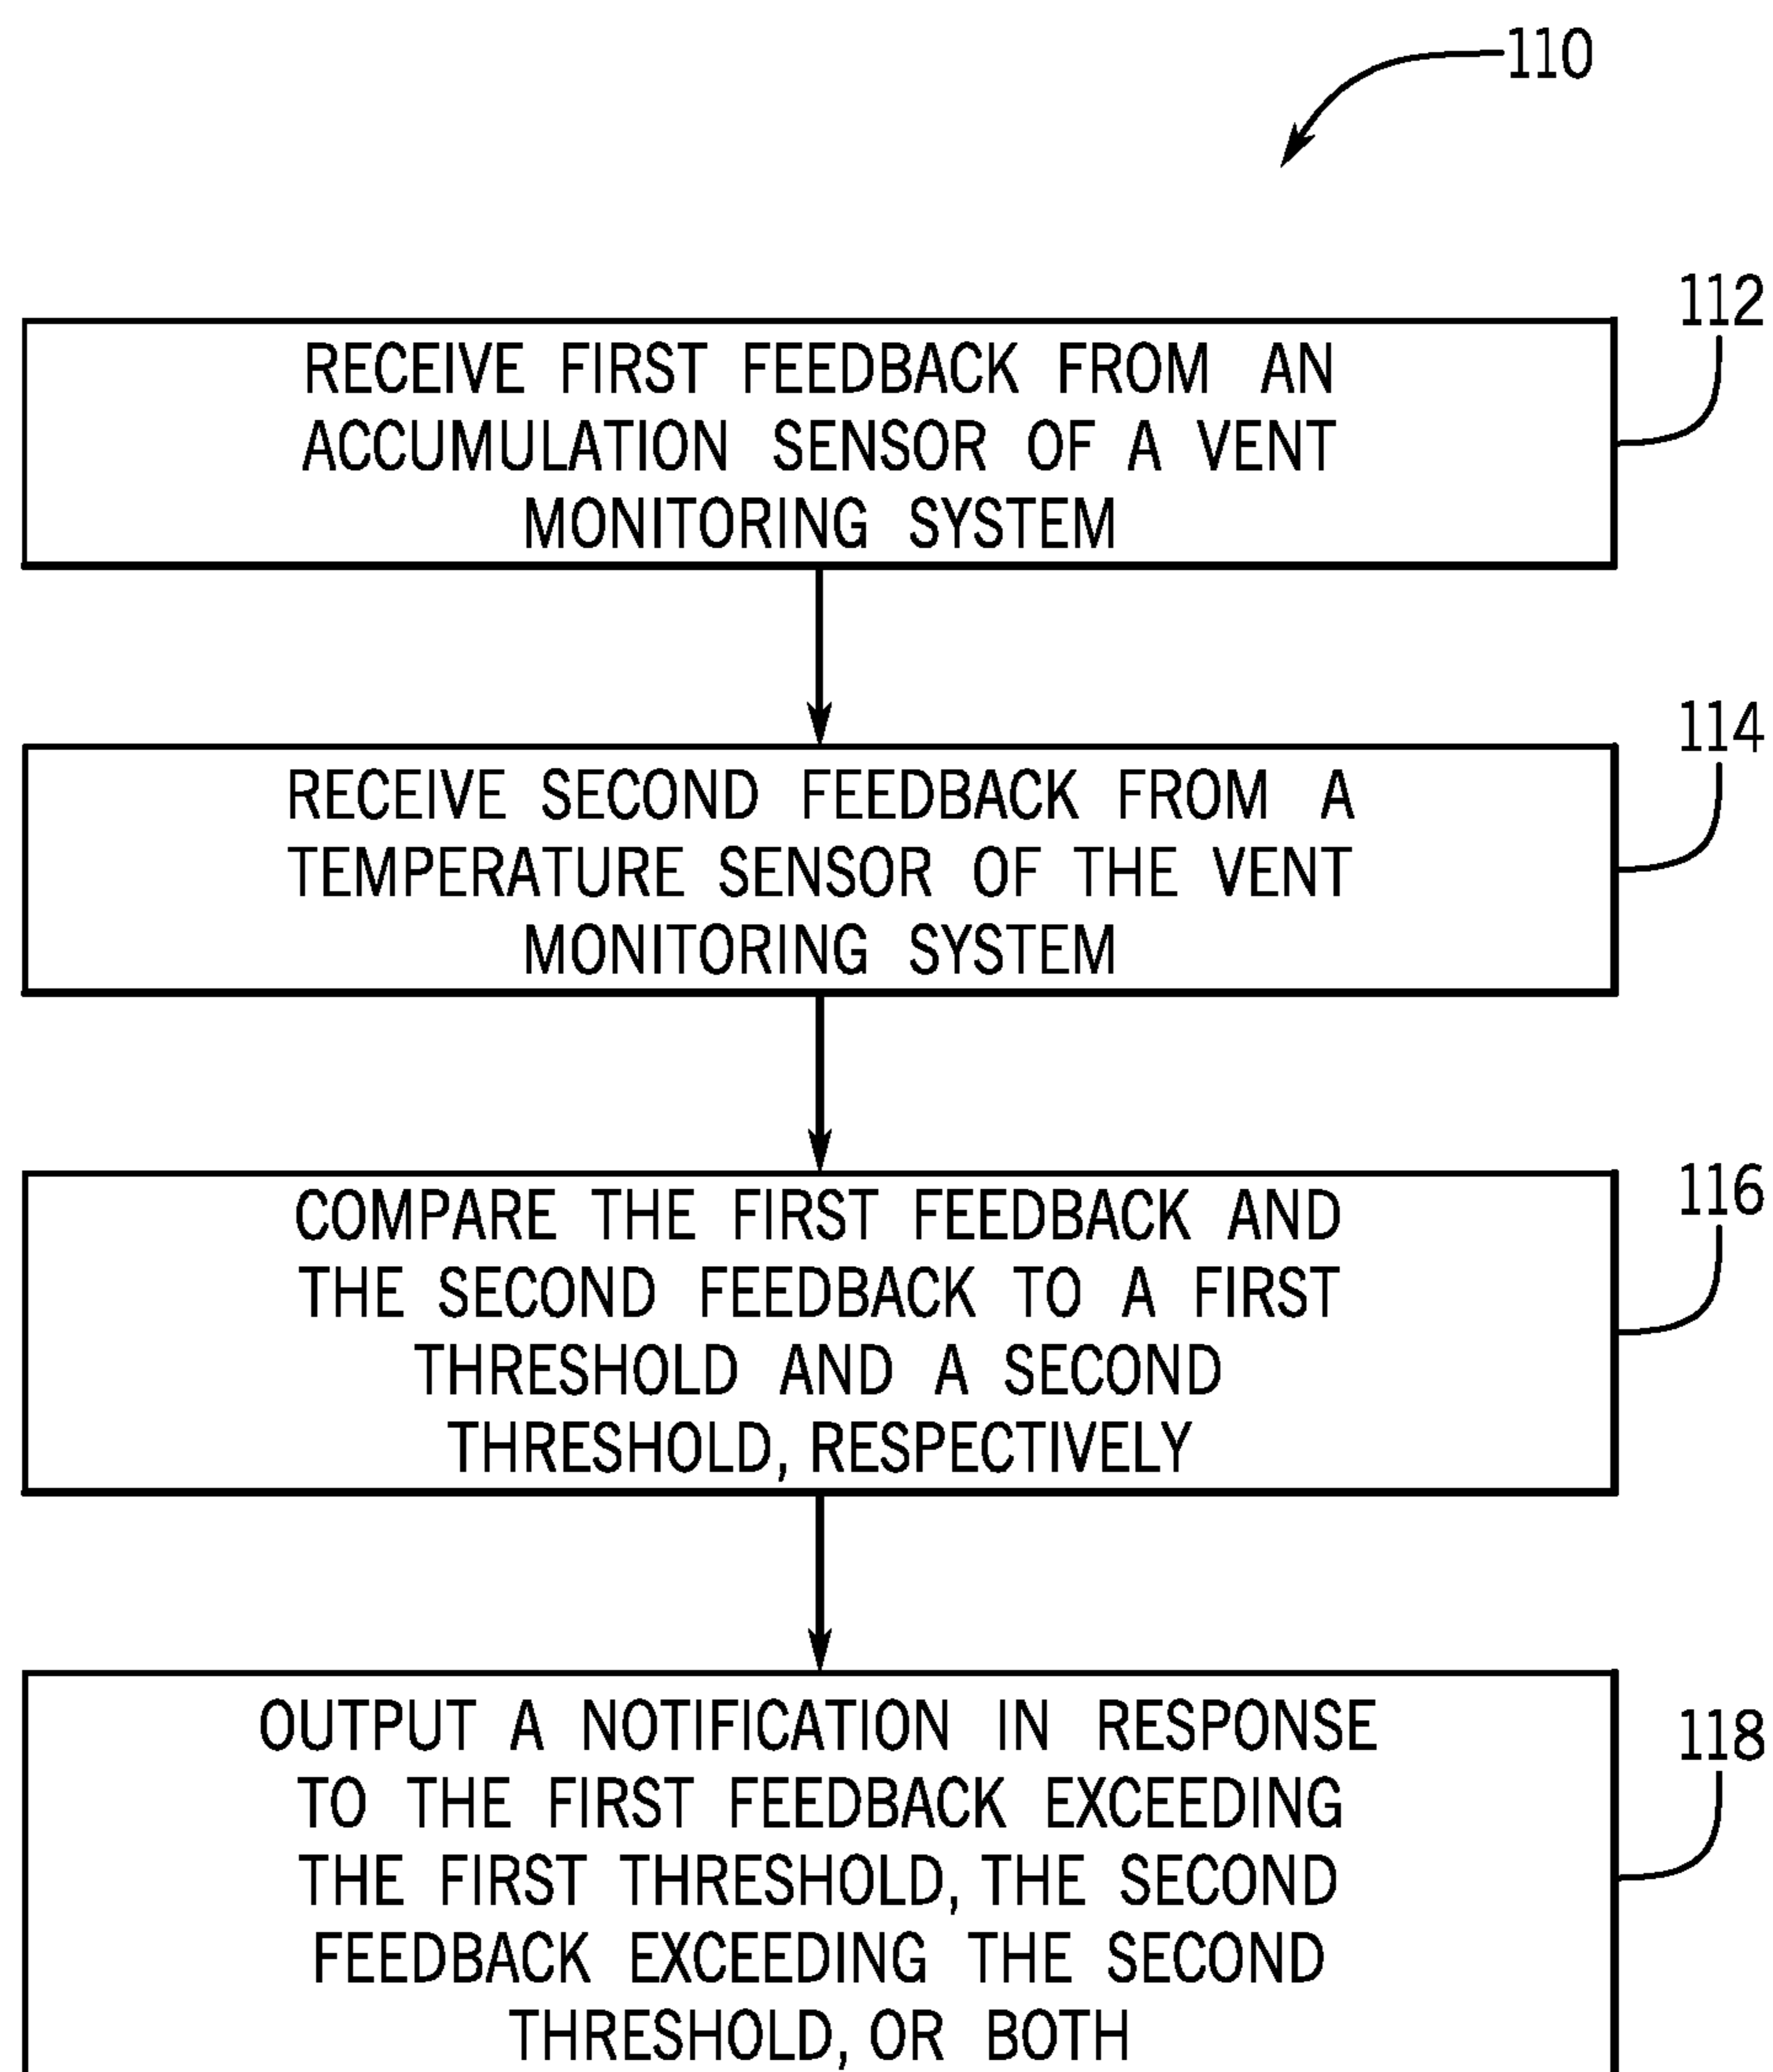 110
112
RECEIVE FIRST FEEDBACK FROM AN
ACCUMULATION SENSOR OF A VENT
MONITORING SYSTEM
114
RECEIVE SECOND FEEDBACK FROM A
TEMPERATURE SENSOR OF THE VENT
MONITORING SYSTEM
116
COMPARE THE FIRST FEEDBACK AND
THE SECOND FEEDBACK TO A FIRST
THRESHOLD AND A SECOND
THRESHOLD, RESPECTIVELY
118
OUTPUT A NOTIFICATION IN RESPONSE
TO THE FIRST FEEDBACK EXCEEDING
THE FIRST THRESHOLD, THE SECOND
FEEDBACK EXCEEDING THE SECOND
THRESHOLD, OR BOTH